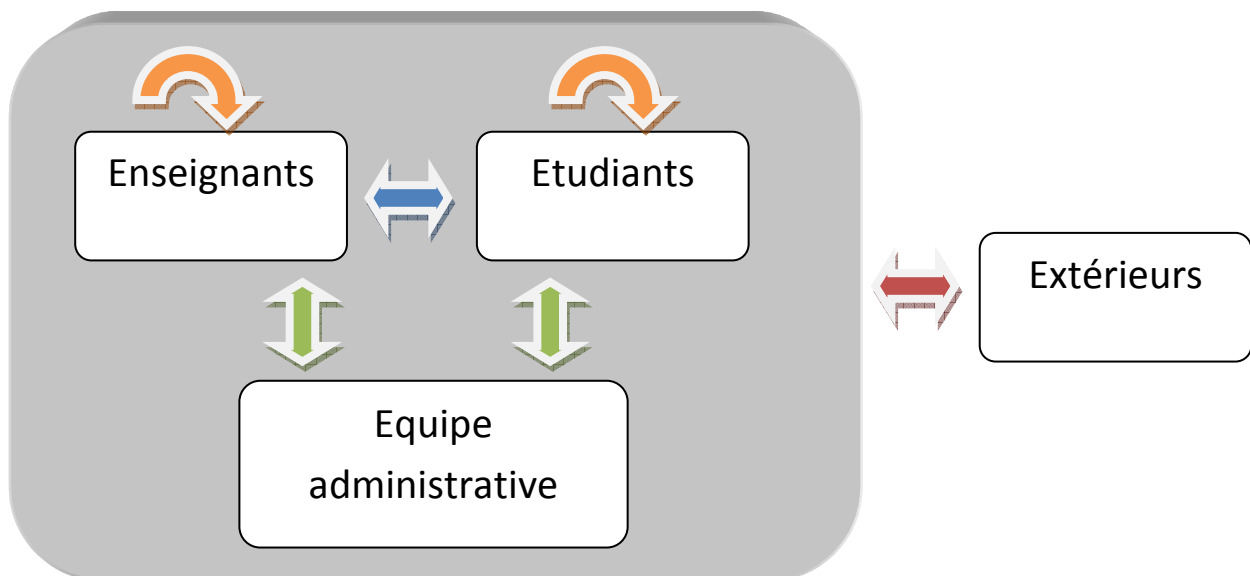 Enseignants
Etudiants
Extérieurs
Equipe
administrative